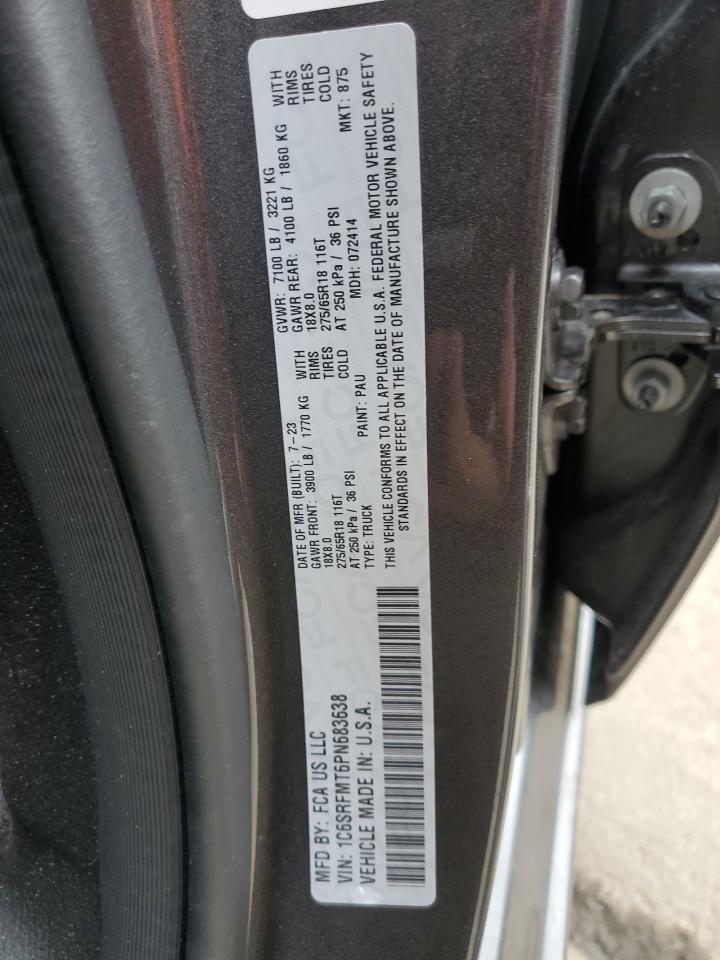 MFD BY: FCA US LLC
VIN: 1C6SRFMT6PN683638
VEHICLE MADE IN: U.S.A.
DATE OF MFR (BUILT): 7-23
GAWR FRONT: 3900 LB / 1770 KG WITH
18X8.0 RIMS
275/65R18 116T TIRES
AT 250 kPa / 36 PSI COLD
TYPE: TRUCK PAINT: PAU
GVWR: 7100 LB / 3221 KG
GAWR REAR: 4100 LB / 1860 KG WITH
18X8.0 RIMS
275/65R18 116T TIRES
AT 250 kPa / 36 PSI COLD
MDH: 072414 MKT: 875
THIS VEHICLE CONFORMS TO ALL APPLICABLE U.S.A. FEDERAL MOTOR VEHICLE SAFETY
STANDARDS IN EFFECT ON THE DATE OF MANUFACTURE SHOWN ABOVE.